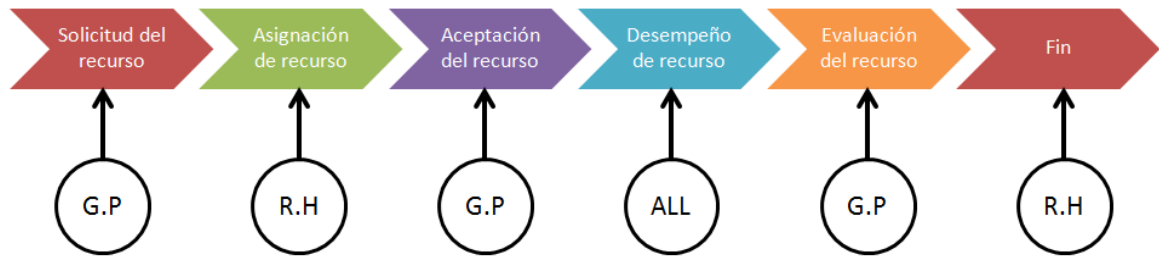 Solicitud del
recurso
Asignación
de recurso
Aceptación
del recurso
Desempeño
de recurso
Evaluación
del recurso
Fin
G.P
R.H
G.P
ALL
G.P
R.H